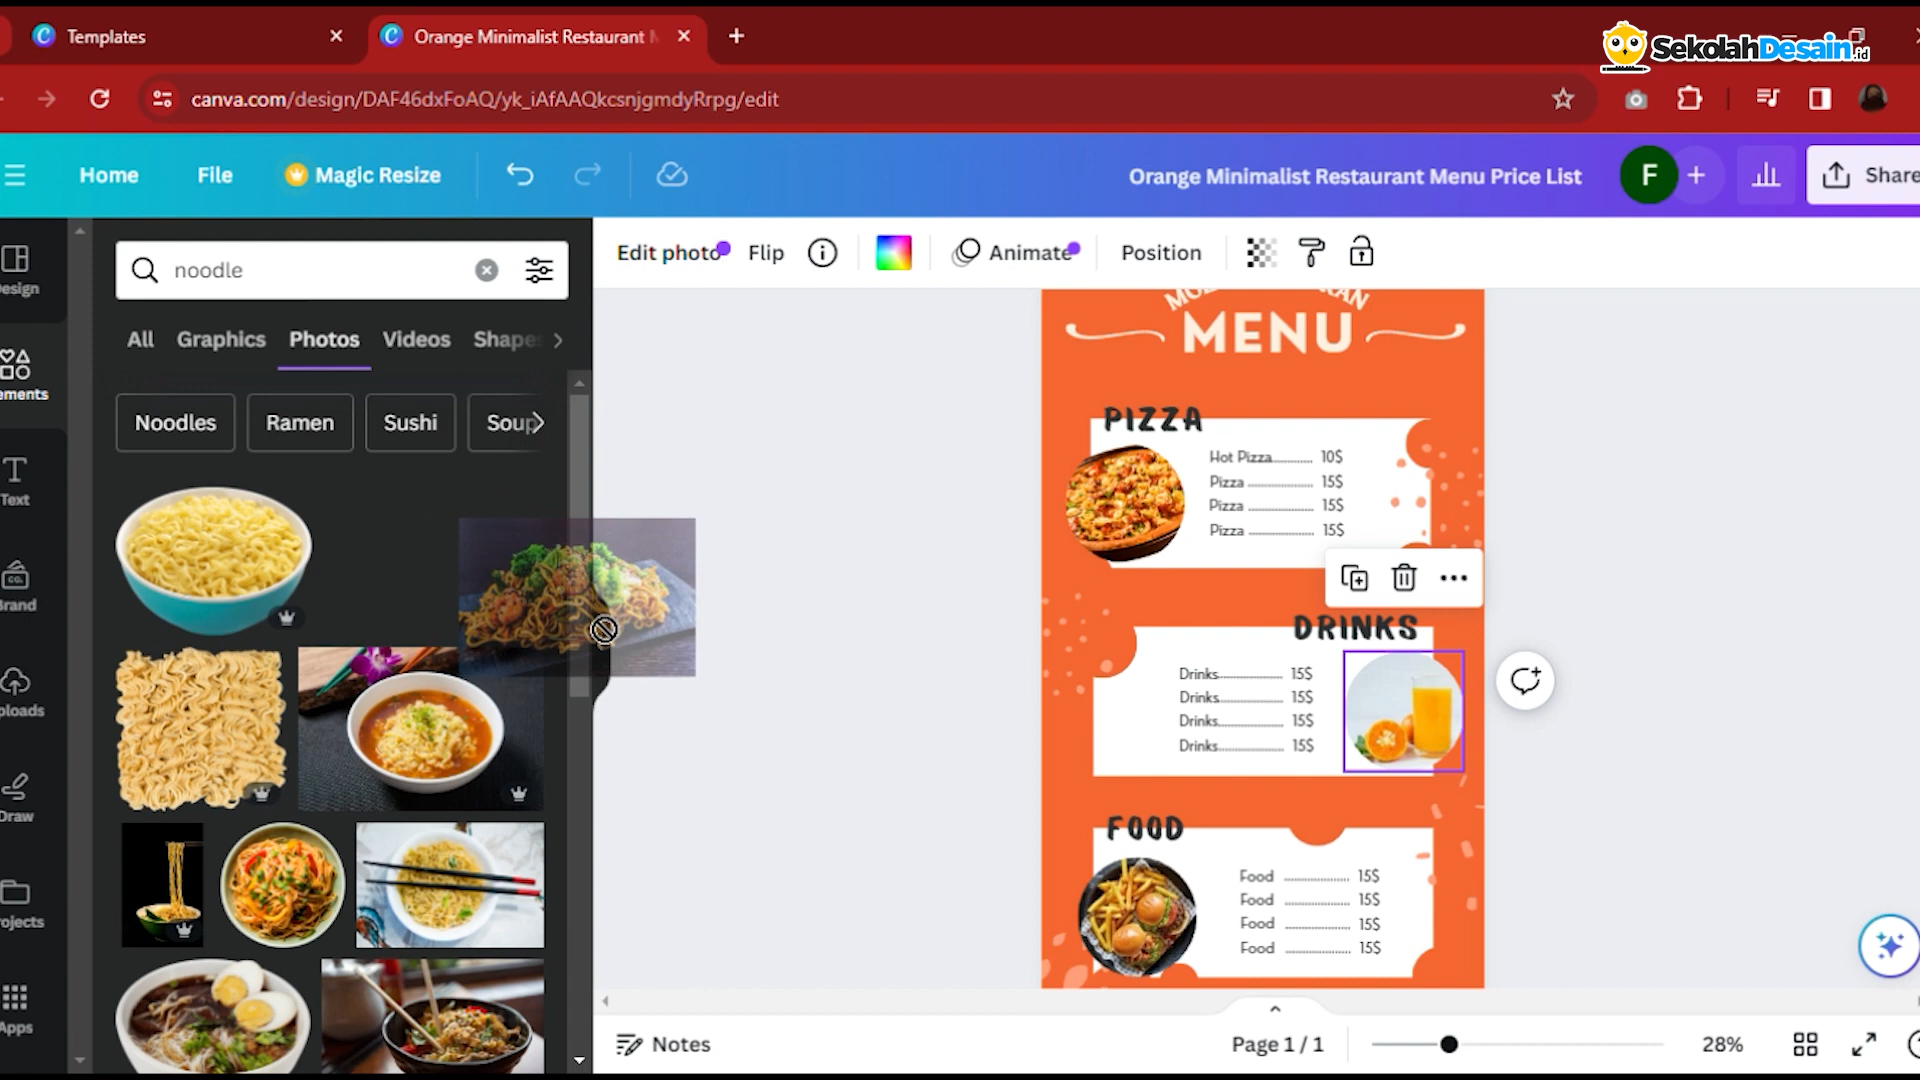 Templates
Orange Minimalist Restaurant
SekolahDesain.id
canva.com/design/DAF46dxFoAQ/yk_iAfAAQkcsnjgmdyRrpg/edit
Home File Magic Resize
Orange Minimalist Restaurant Menu Price List
F
Share
noodle
Edit photo Flip Animate Position
All Graphics Photos Videos Shape
Noodles Ramen Sushi Soup
esign
ements
Text
CO.
Brand
ploads
Draw
rojects
Apps
MENU
PIZZA
Hot Pizza............ 10$
Pizza .................... 15$
Pizza .................... 15$
Pizza .................... 15$
DRINKS
Drinks.................... 15$
Drinks.................... 15$
Drinks.................... 15$
Drinks.................... 15$
FOOD
Food .................... 15$
Food .................... 15$
Food .................... 15$
Food .................... 15$
Notes
Page 1 / 1
28%